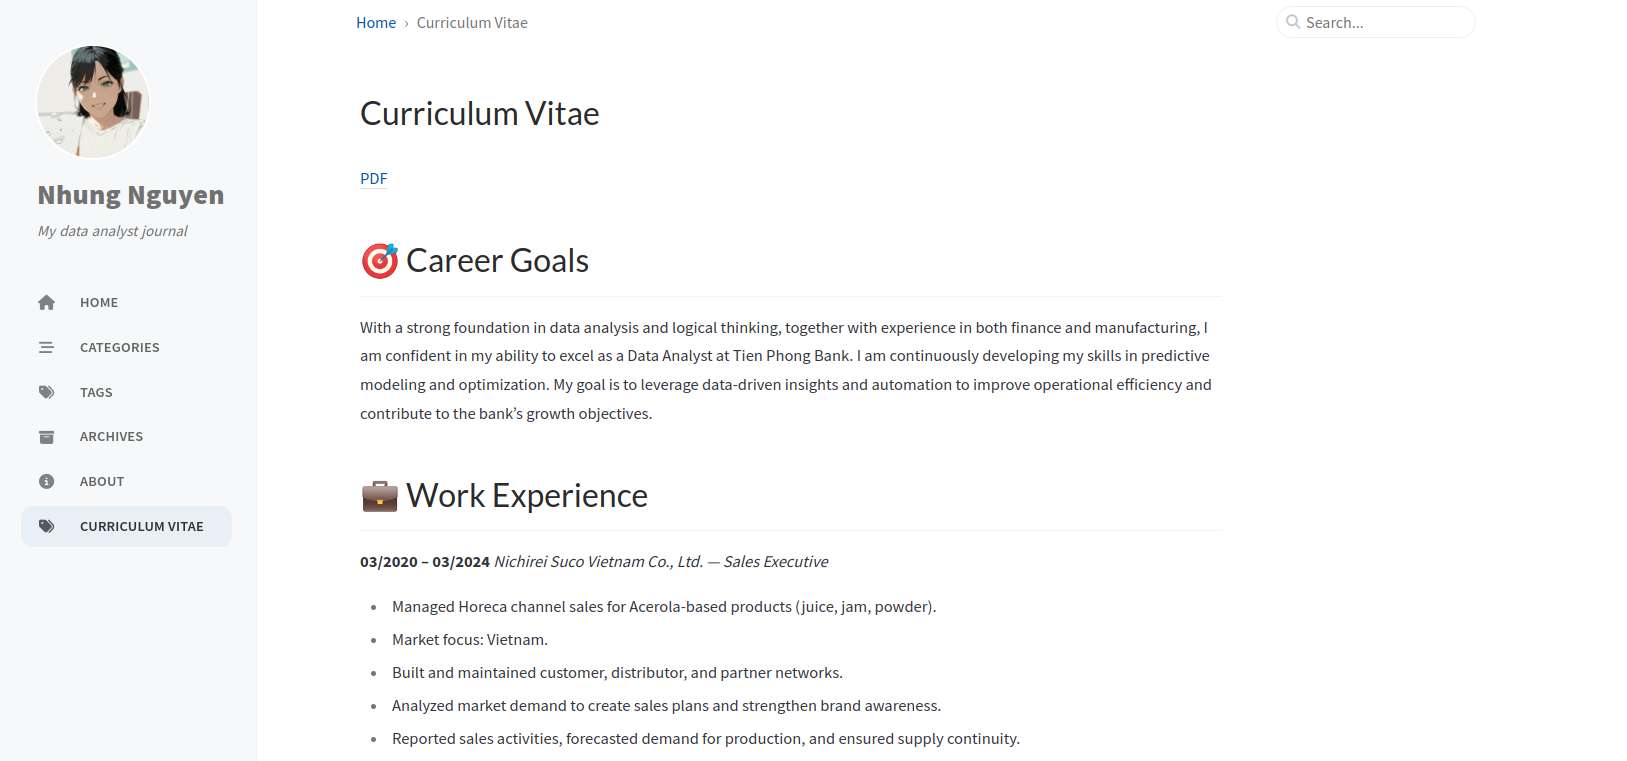 Home › Curriculum Vitae
Search...
Nhung Nguyen
My data analyst journal
HOME
CATEGORIES
TAGS
ARCHIVES
ABOUT
CURRICULUM VITAE
Curriculum Vitae
PDF
🎯 Career Goals
With a strong foundation in data analysis and logical thinking, together with experience in both finance and manufacturing, I
am confident in my ability to excel as a Data Analyst at Tien Phong Bank. I am continuously developing my skills in predictive
modeling and optimization. My goal is to leverage data-driven insights and automation to improve operational efficiency and
contribute to the bank’s growth objectives.
💼 Work Experience
03/2020 – 03/2024 Nichirei Suco Vietnam Co., Ltd. — Sales Executive
• Managed Horeca channel sales for Acerola-based products (juice, jam, powder).
• Market focus: Vietnam.
• Built and maintained customer, distributor, and partner networks.
• Analyzed market demand to create sales plans and strengthen brand awareness.
• Reported sales activities, forecasted demand for production, and ensured supply continuity.